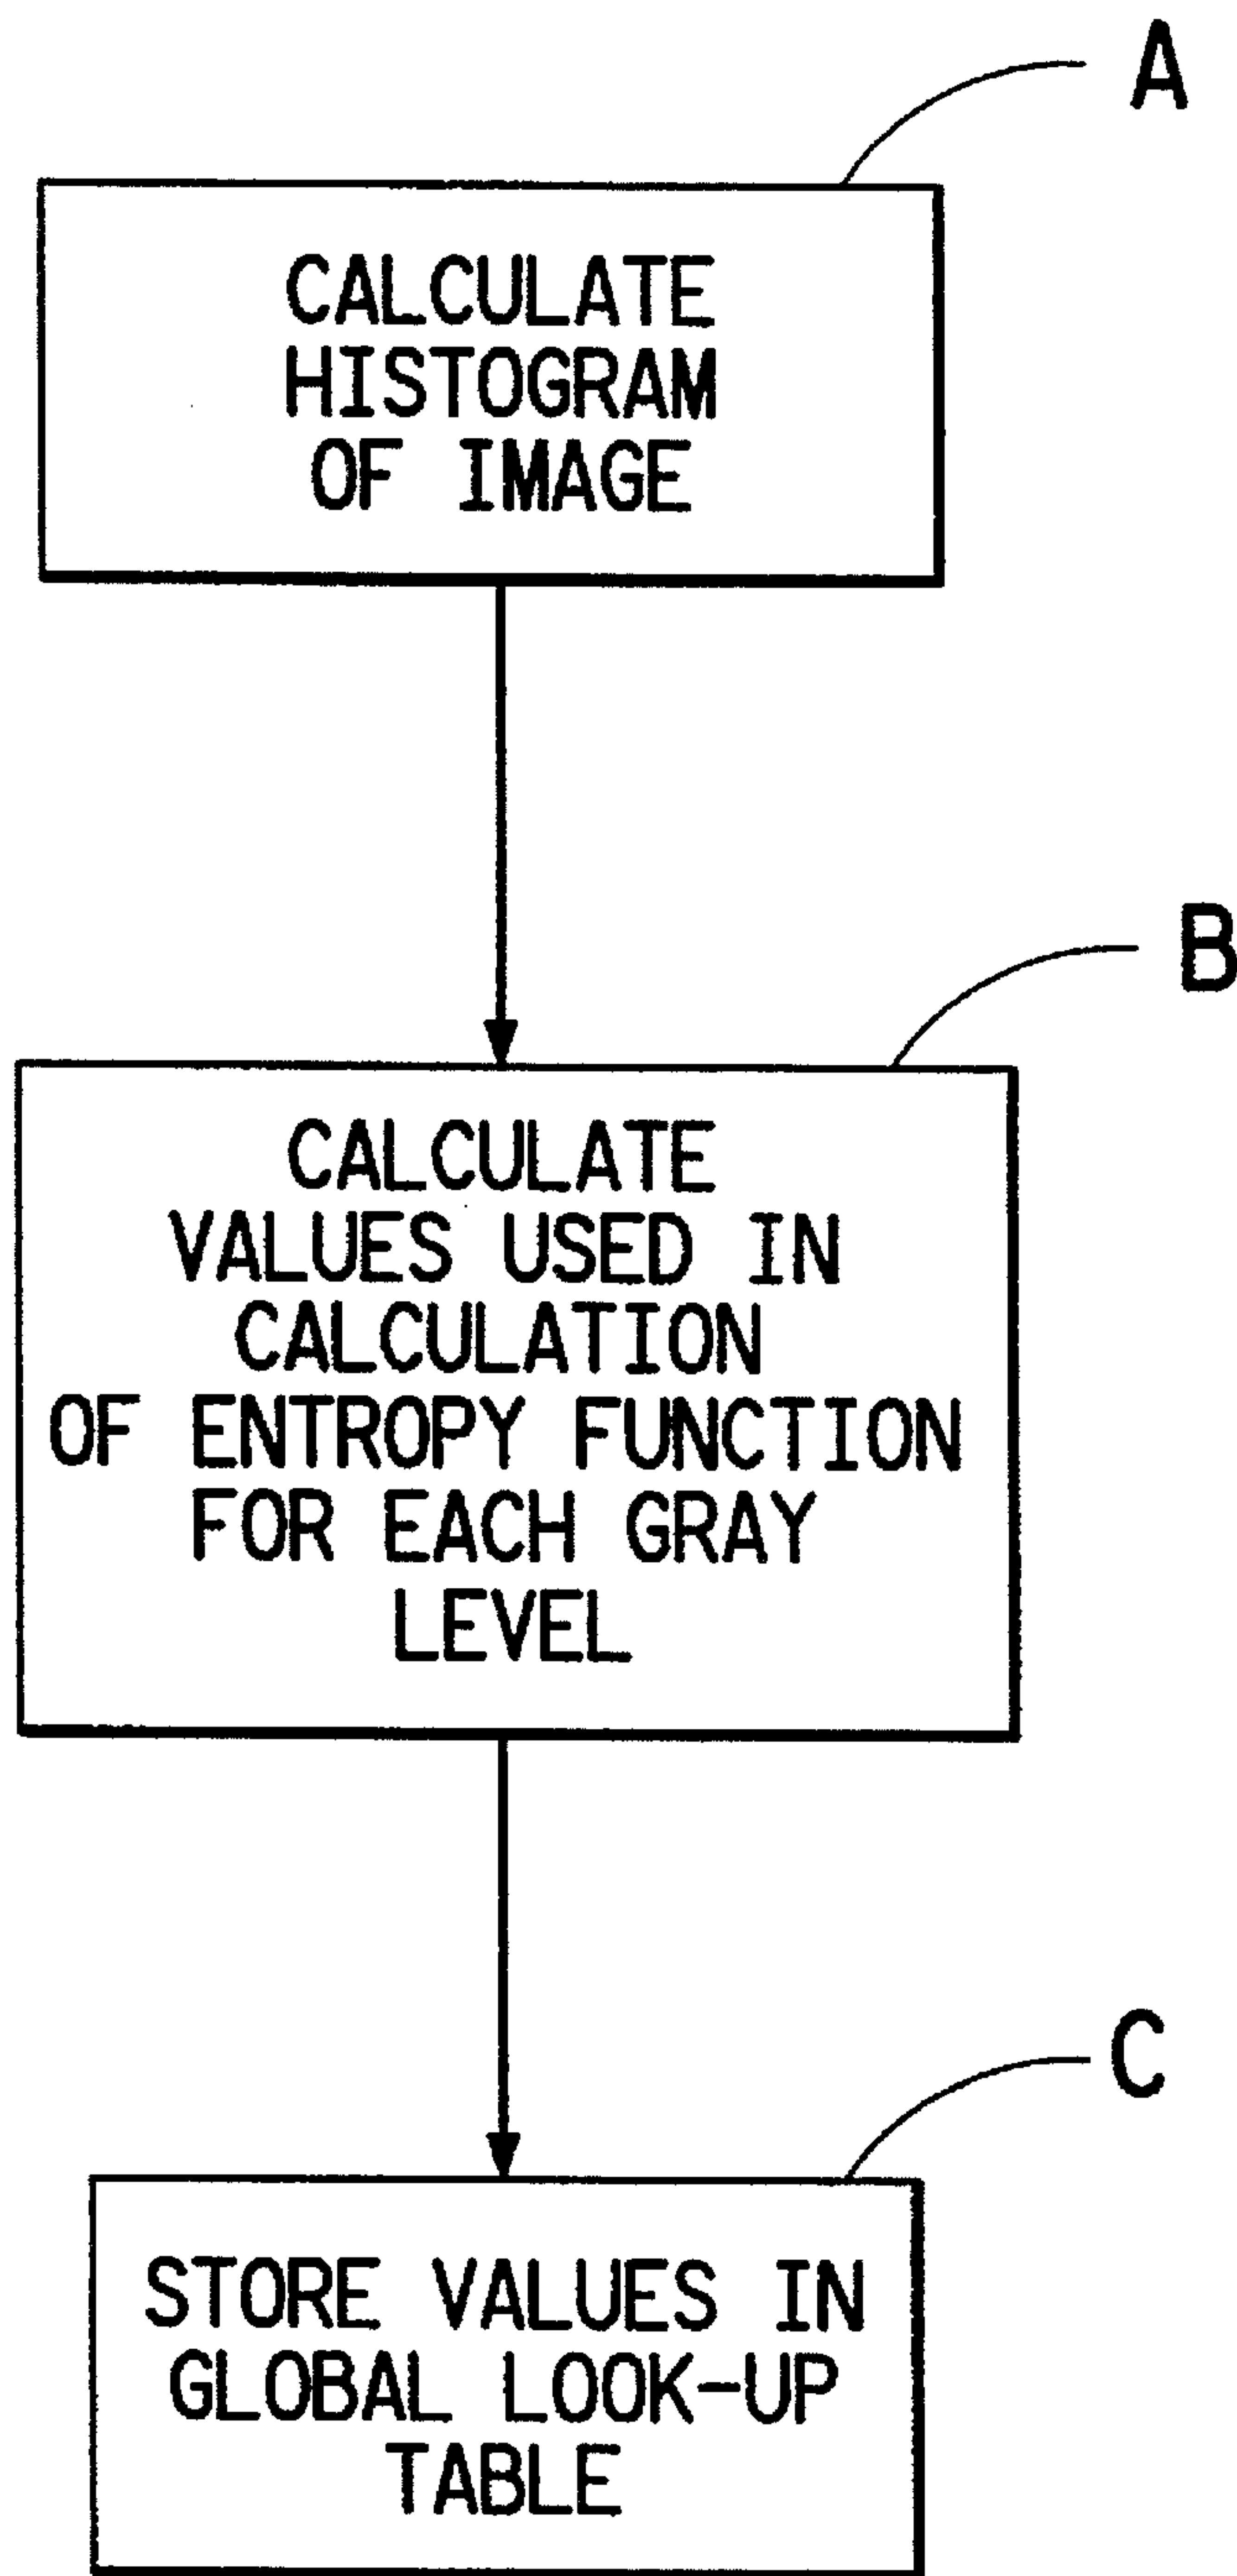 A
CALCULATE
HISTOGRAM
OF IMAGE
B
CALCULATE
VALUES USED IN
CALCULATION
OF ENTROPY FUNCTION
FOR EACH GRAY
LEVEL
C
STORE VALUES IN
GLOBAL LOOK-UP
TABLE